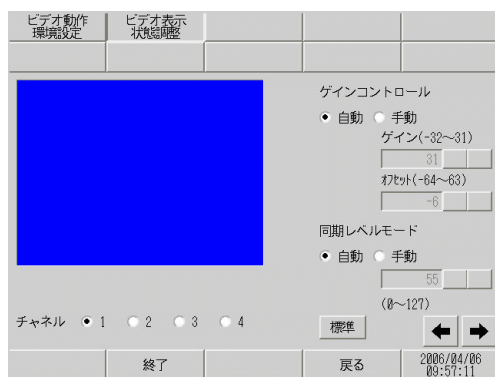 ビデオ動作
環境設定
ビデオ表示
状態調整
ゲインコントロール
自動 手動
ゲイン(-32～31)
31
ｵﾌｾｯﾄ(-64～63)
-6
同期レベルモード
自動 手動
55
(0～127)
チャネル 1 2 3 4
標準
終了
戻る
2006/04/06
09:57:11